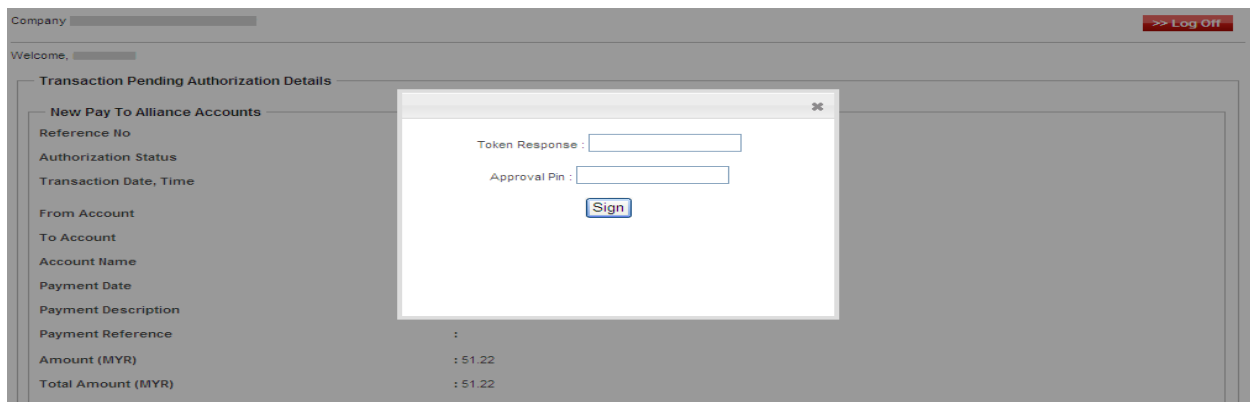 Company
>> Log Off
Welcome,
Transaction Pending Authorization Details
New Pay To Alliance Accounts
Reference No
Authorization Status
Transaction Date, Time
From Account
To Account
Account Name
Payment Date
Payment Description
Payment Reference :
Amount (MYR) : 51.22
Total Amount (MYR) : 51.22
Token Response :
Approval Pin :
Sign